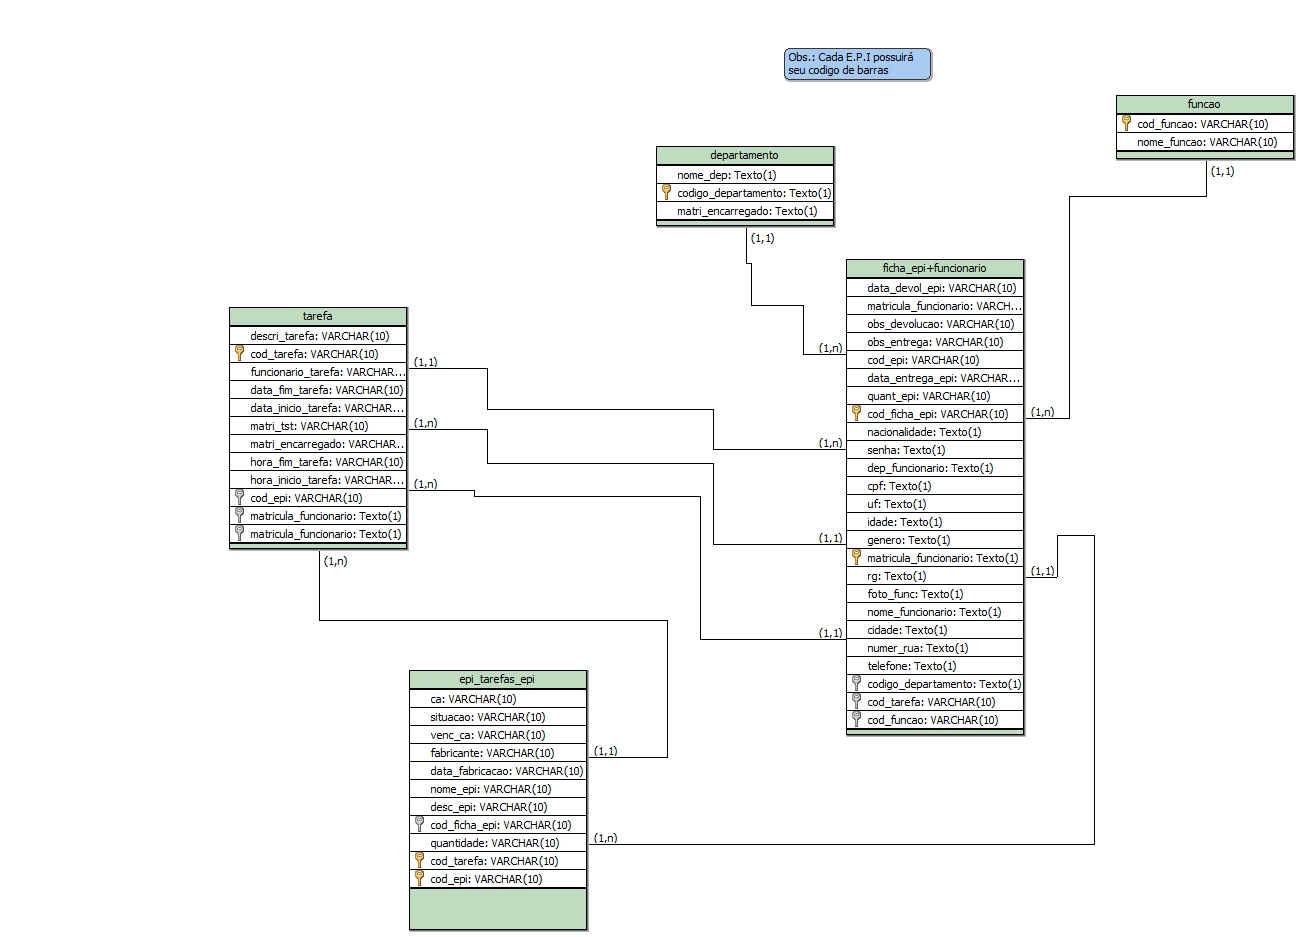 Obs.: Cada E.P.I possuirá
seu codigo de barras
funcao
cod_funcao: VARCHAR(10)
nome_funcao: VARCHAR(10)
(1,1)
departamento
nome_dep: Texto(1)
codigo_departamento: Texto(1)
matri_encarregado: Texto(1)
(1,1)
ficha_epi+funcionario
data_devol_epi: VARCHAR(10)
matricula_funcionario: VARCH...
obs_devolucao: VARCHAR(10)
obs_entrega: VARCHAR(10)
cod_epi: VARCHAR(10)
data_entrega_epi: VARCHAR...
quant_epi: VARCHAR(10)
cod_ficha_epi: VARCHAR(10)
nacionalidade: Texto(1)
senha: Texto(1)
dep_funcionario: Texto(1)
cpf: Texto(1)
uf: Texto(1)
idade: Texto(1)
genero: Texto(1)
matricula_funcionario: Texto(1)
rg: Texto(1)
foto_func: Texto(1)
nome_funcionario: Texto(1)
cidade: Texto(1)
numer_rua: Texto(1)
telefone: Texto(1)
codigo_departamento: Texto(1)
cod_tarefa: VARCHAR(10)
cod_funcao: VARCHAR(10)
(1,n)
(1,n)
(1,n)
(1,1)
(1,1)
(1,1)
tarefa
descri_tarefa: VARCHAR(10)
cod_tarefa: VARCHAR(10)
funcionario_tarefa: VARCHAR...
data_fim_tarefa: VARCHAR(10)
data_inicio_tarefa: VARCHAR...
matri_tst: VARCHAR(10)
matri_encarregado: VARCHAR...
hora_fim_tarefa: VARCHAR(10)
hora_inicio_tarefa: VARCHAR...
cod_epi: VARCHAR(10)
matricula_funcionario: Texto(1)
matricula_funcionario: Texto(1)
(1,1)
(1,n)
(1,n)
(1,n)
epi_tarefas_epi
ca: VARCHAR(10)
situacao: VARCHAR(10)
venc_ca: VARCHAR(10)
fabricante: VARCHAR(10)
data_fabricacao: VARCHAR(10)
nome_epi: VARCHAR(10)
desc_epi: VARCHAR(10)
cod_ficha_epi: VARCHAR(10)
quantidade: VARCHAR(10)
cod_tarefa: VARCHAR(10)
cod_epi: VARCHAR(10)
(1,1)
(1,n)